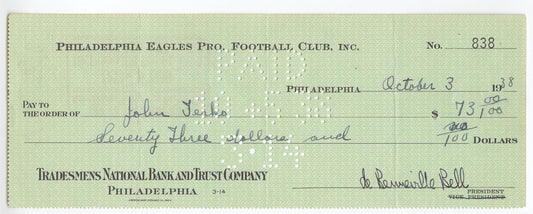 PHILADELPHIA EAGLES PRO. FOOTBALL CLUB, INC. No. 838
PAID
PHILADELPHIA October 3 1938
PAY TO
THE ORDER OF John Terko $ 73 00/100
Seventy Three dollars and no/100 DOLLARS
TRADESMENS NATIONAL BANK AND TRUST COMPANY
PHILADELPHIA 3-14
de Benneville Bell
PRESIDENT
VICE PRESIDENT